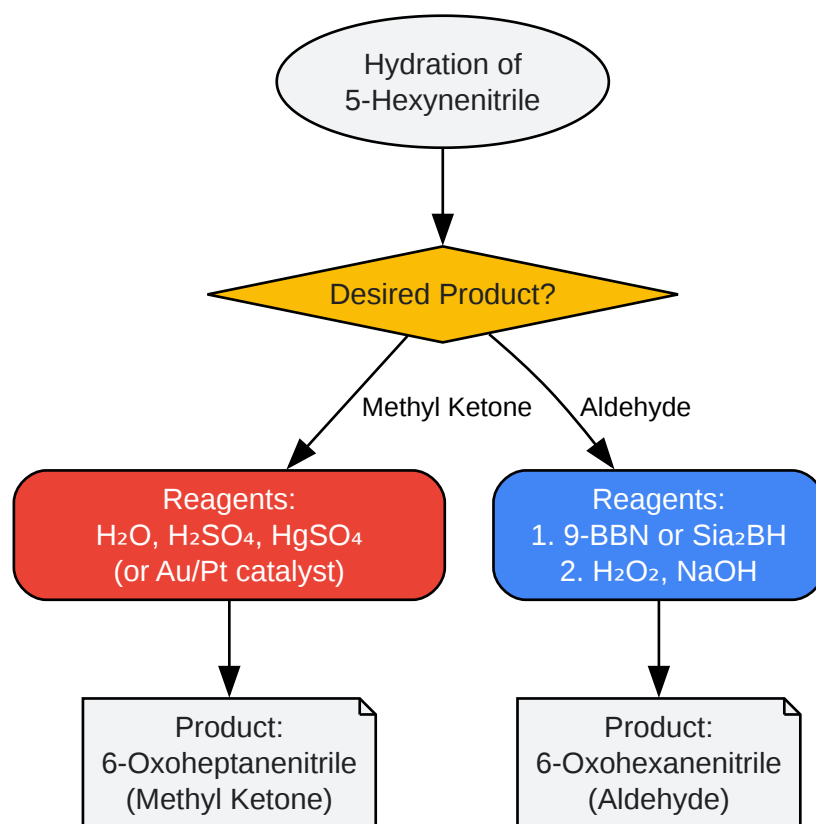 Hydration of
5-Hexynenitrile
Desired Product?
Methyl Ketone
Aldehyde
Reagents:
H₂O, H₂SO₄, HgSO₄
(or Au/Pt catalyst)
Reagents:
1. 9-BBN or Sia₂BH
2. H₂O₂, NaOH
Product:
6-Oxoheptanenitrile
(Methyl Ketone)
Product:
6-Oxohexanenitrile
(Aldehyde)